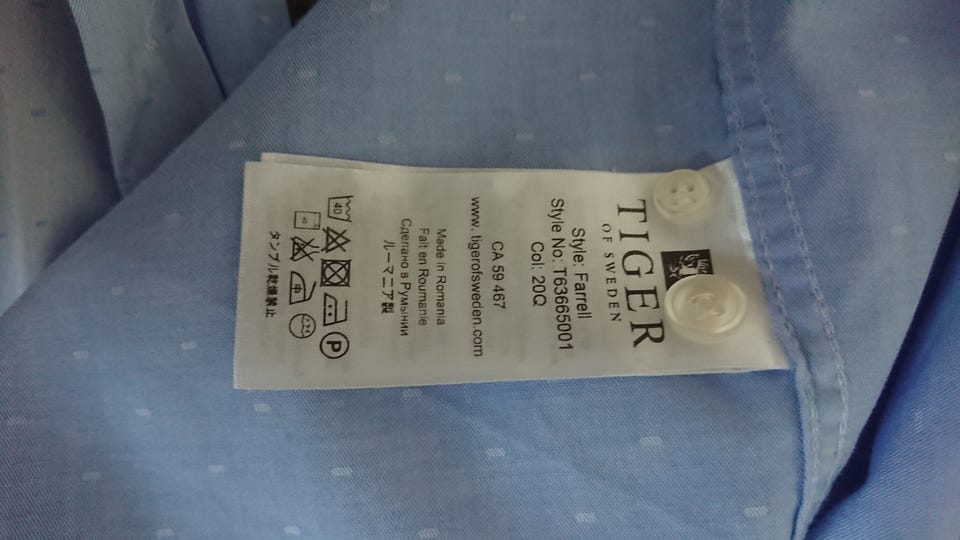 TIGER
OF SWEDEN
Style: Farrell
Style No: T63665001
Col: 20Q
CA 59 467
www. tigerofsweden.com
Made in Romania
Fait en Roumanie
Сделано в Румынии
ルーマニア製
40 P
40
タンブル乾燥禁止